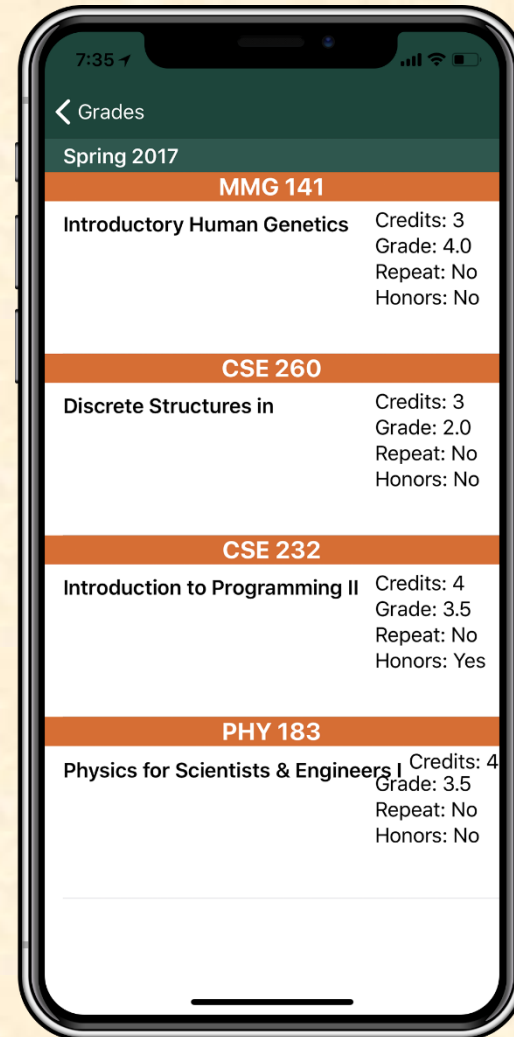 7:35
Grades
Spring 2017
MMG 141
Introductory Human Genetics
Credits: 3
Grade: 4.0
Repeat: No
Honors: No
CSE 260
Discrete Structures in
Credits: 3
Grade: 2.0
Repeat: No
Honors: No
CSE 232
Introduction to Programming II
Credits: 4
Grade: 3.5
Repeat: No
Honors: Yes
PHY 183
Physics for Scientists & Engineers I
Credits: 4
Grade: 3.5
Repeat: No
Honors: No